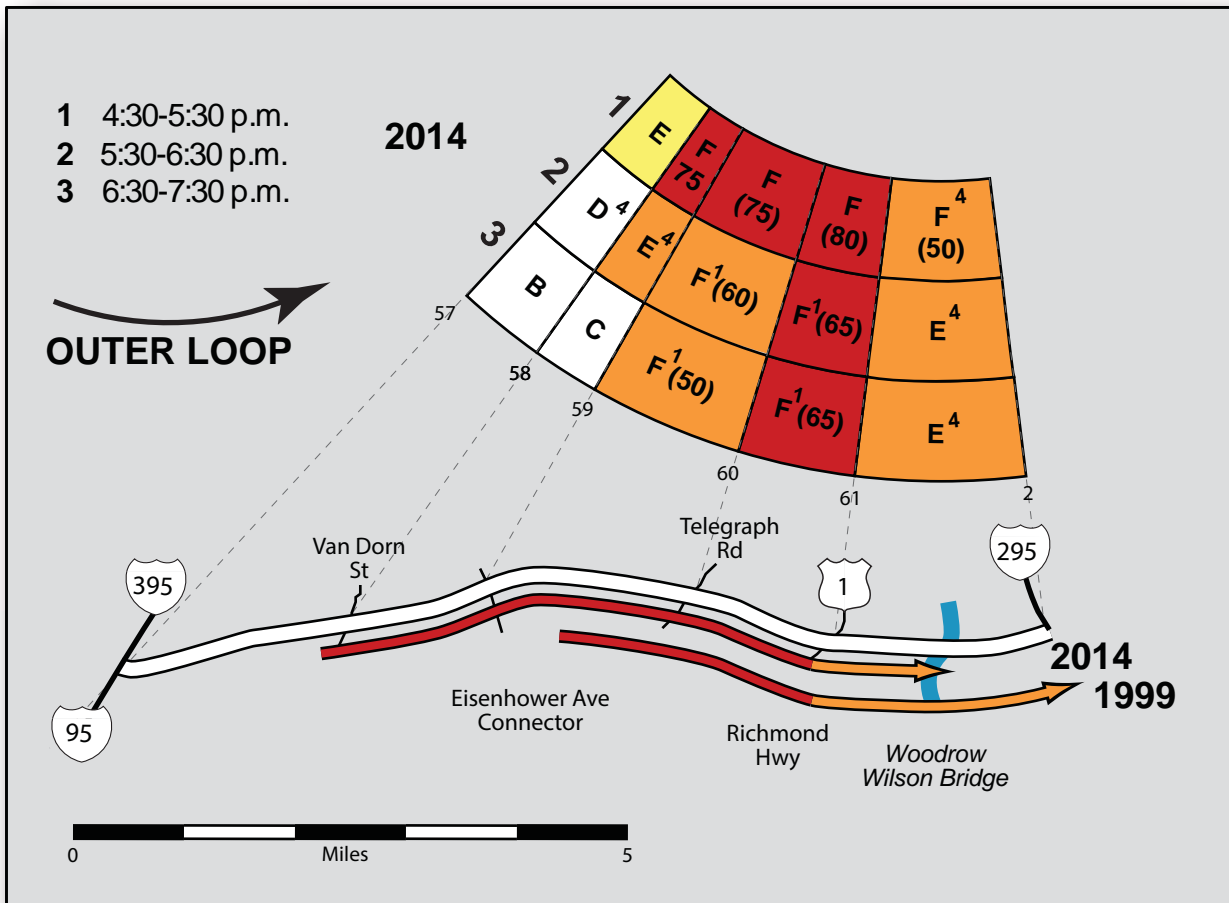 1 4:30-5:30 p.m.
2 5:30-6:30 p.m.
3 6:30-7:30 p.m.
2014
OUTER LOOP
1
E
F
75
F
(75)
F
(80)
F4
(50)
2
D4
E4
F1(60)
F1(65)
E4
3
B
C
F1(50)
F1(65)
E4
57
58
59
60
61
2
395
95
Van Dorn
St
Eisenhower Ave
Connector
Telegraph
Rd
1
Richmond
Hwy
295
Woodrow
Wilson Bridge
2014
1999
0
Miles
5